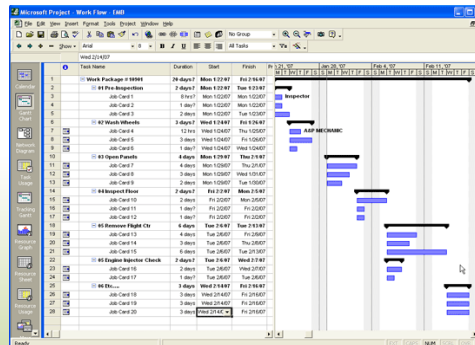 Microsoft Project - Work Flow - EMB
File Edit View Insert Format Tools Project Window Help
No Group
Show Arial 8 B I U All Tasks
Wed 2/14/07
Task Name Duration Start Finish 21, '07 Jan 28, '07 Feb 4, '07 Feb 11, '07
M T W T F S S M T W T F S S M T W T F S S M T W T F S
1 Work Package # 10901 20 days? Mon 1/22/07 Fri 2/16/07
2 01 Pre-Inspection 2 days? Mon 1/22/07 Tue 1/23/07
3 Job Card 1 8 hrs? Mon 1/22/07 Mon 1/22/07 Inspector
4 Job Card 2 1 day? Mon 1/22/07 Mon 1/22/07
5 Job Card 3 2 days Mon 1/22/07 Tue 1/23/07
6 02 Wash Wheels 3 days? Wed 1/24/07 Fri 1/26/07
7 Job Card 4 12 hrs Wed 1/24/07 Thu 1/25/07 A&P MECHANIC
8 Job Card 5 3 days Wed 1/24/07 Fri 1/26/07
9 Job Card 6 1 day? Wed 1/24/07 Wed 1/24/07
10 03 Open Panels 4 days Mon 1/29/07 Thu 2/1/07
11 Job Card 7 4 days Mon 1/29/07 Thu 2/1/07
12 Job Card 8 3 days Mon 1/29/07 Wed 1/31/07
13 Job Card 9 2 days Mon 1/29/07 Tue 1/30/07
14 04 Inspect Floor 2 days? Fri 2/2/07 Mon 2/5/07
15 Job Card 10 2 days Fri 2/2/07 Mon 2/5/07
16 Job Card 11 1 day? Fri 2/2/07 Fri 2/2/07
17 Job Card 12 1 day? Fri 2/2/07 Fri 2/2/07
18 05 Remove Flight Ctr 6 days Tue 2/6/07 Tue 2/13/07
19 Job Card 13 4 days Tue 2/6/07 Fri 2/9/07
20 Job Card 14 3 days Tue 2/6/07 Thu 2/8/07
21 Job Card 15 6 days Tue 2/6/07 Tue 2/13/07
22 05 Engine Injector Check 2 days? Tue 2/6/07 Wed 2/7/07
23 Job Card 16 2 days Tue 2/6/07 Wed 2/7/07
24 Job Card 17 1 day? Tue 2/6/07 Tue 2/6/07
25 06 Etc.... 3 days Wed 2/14/07 Fri 2/16/07
26 Job Card 18 3 days Wed 2/14/07 Fri 2/16/07
27 Job Card 19 3 days Wed 2/14/07 Fri 2/16/07
28 Job Card 20 3 days Wed 2/14/0 Fri 2/16/07
Calendar
Gantt Chart
Network Diagram
Task Usage
Tracking Gantt
Resource Graph
Resource Sheet
Resource Usage
Ready
EXT CAPS NUM SCRL OVR